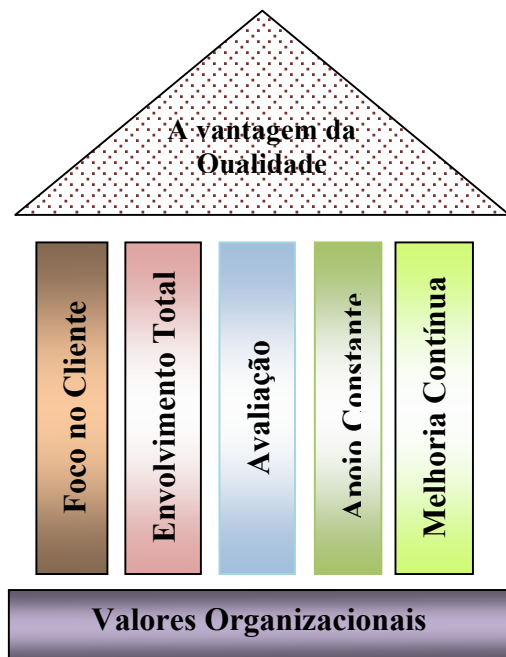 A vantagem da
Qualidade
Foco no Cliente
Envolvimento Total
Avaliação
Apoio Constante
Melhoria Contínua
Valores Organizacionais